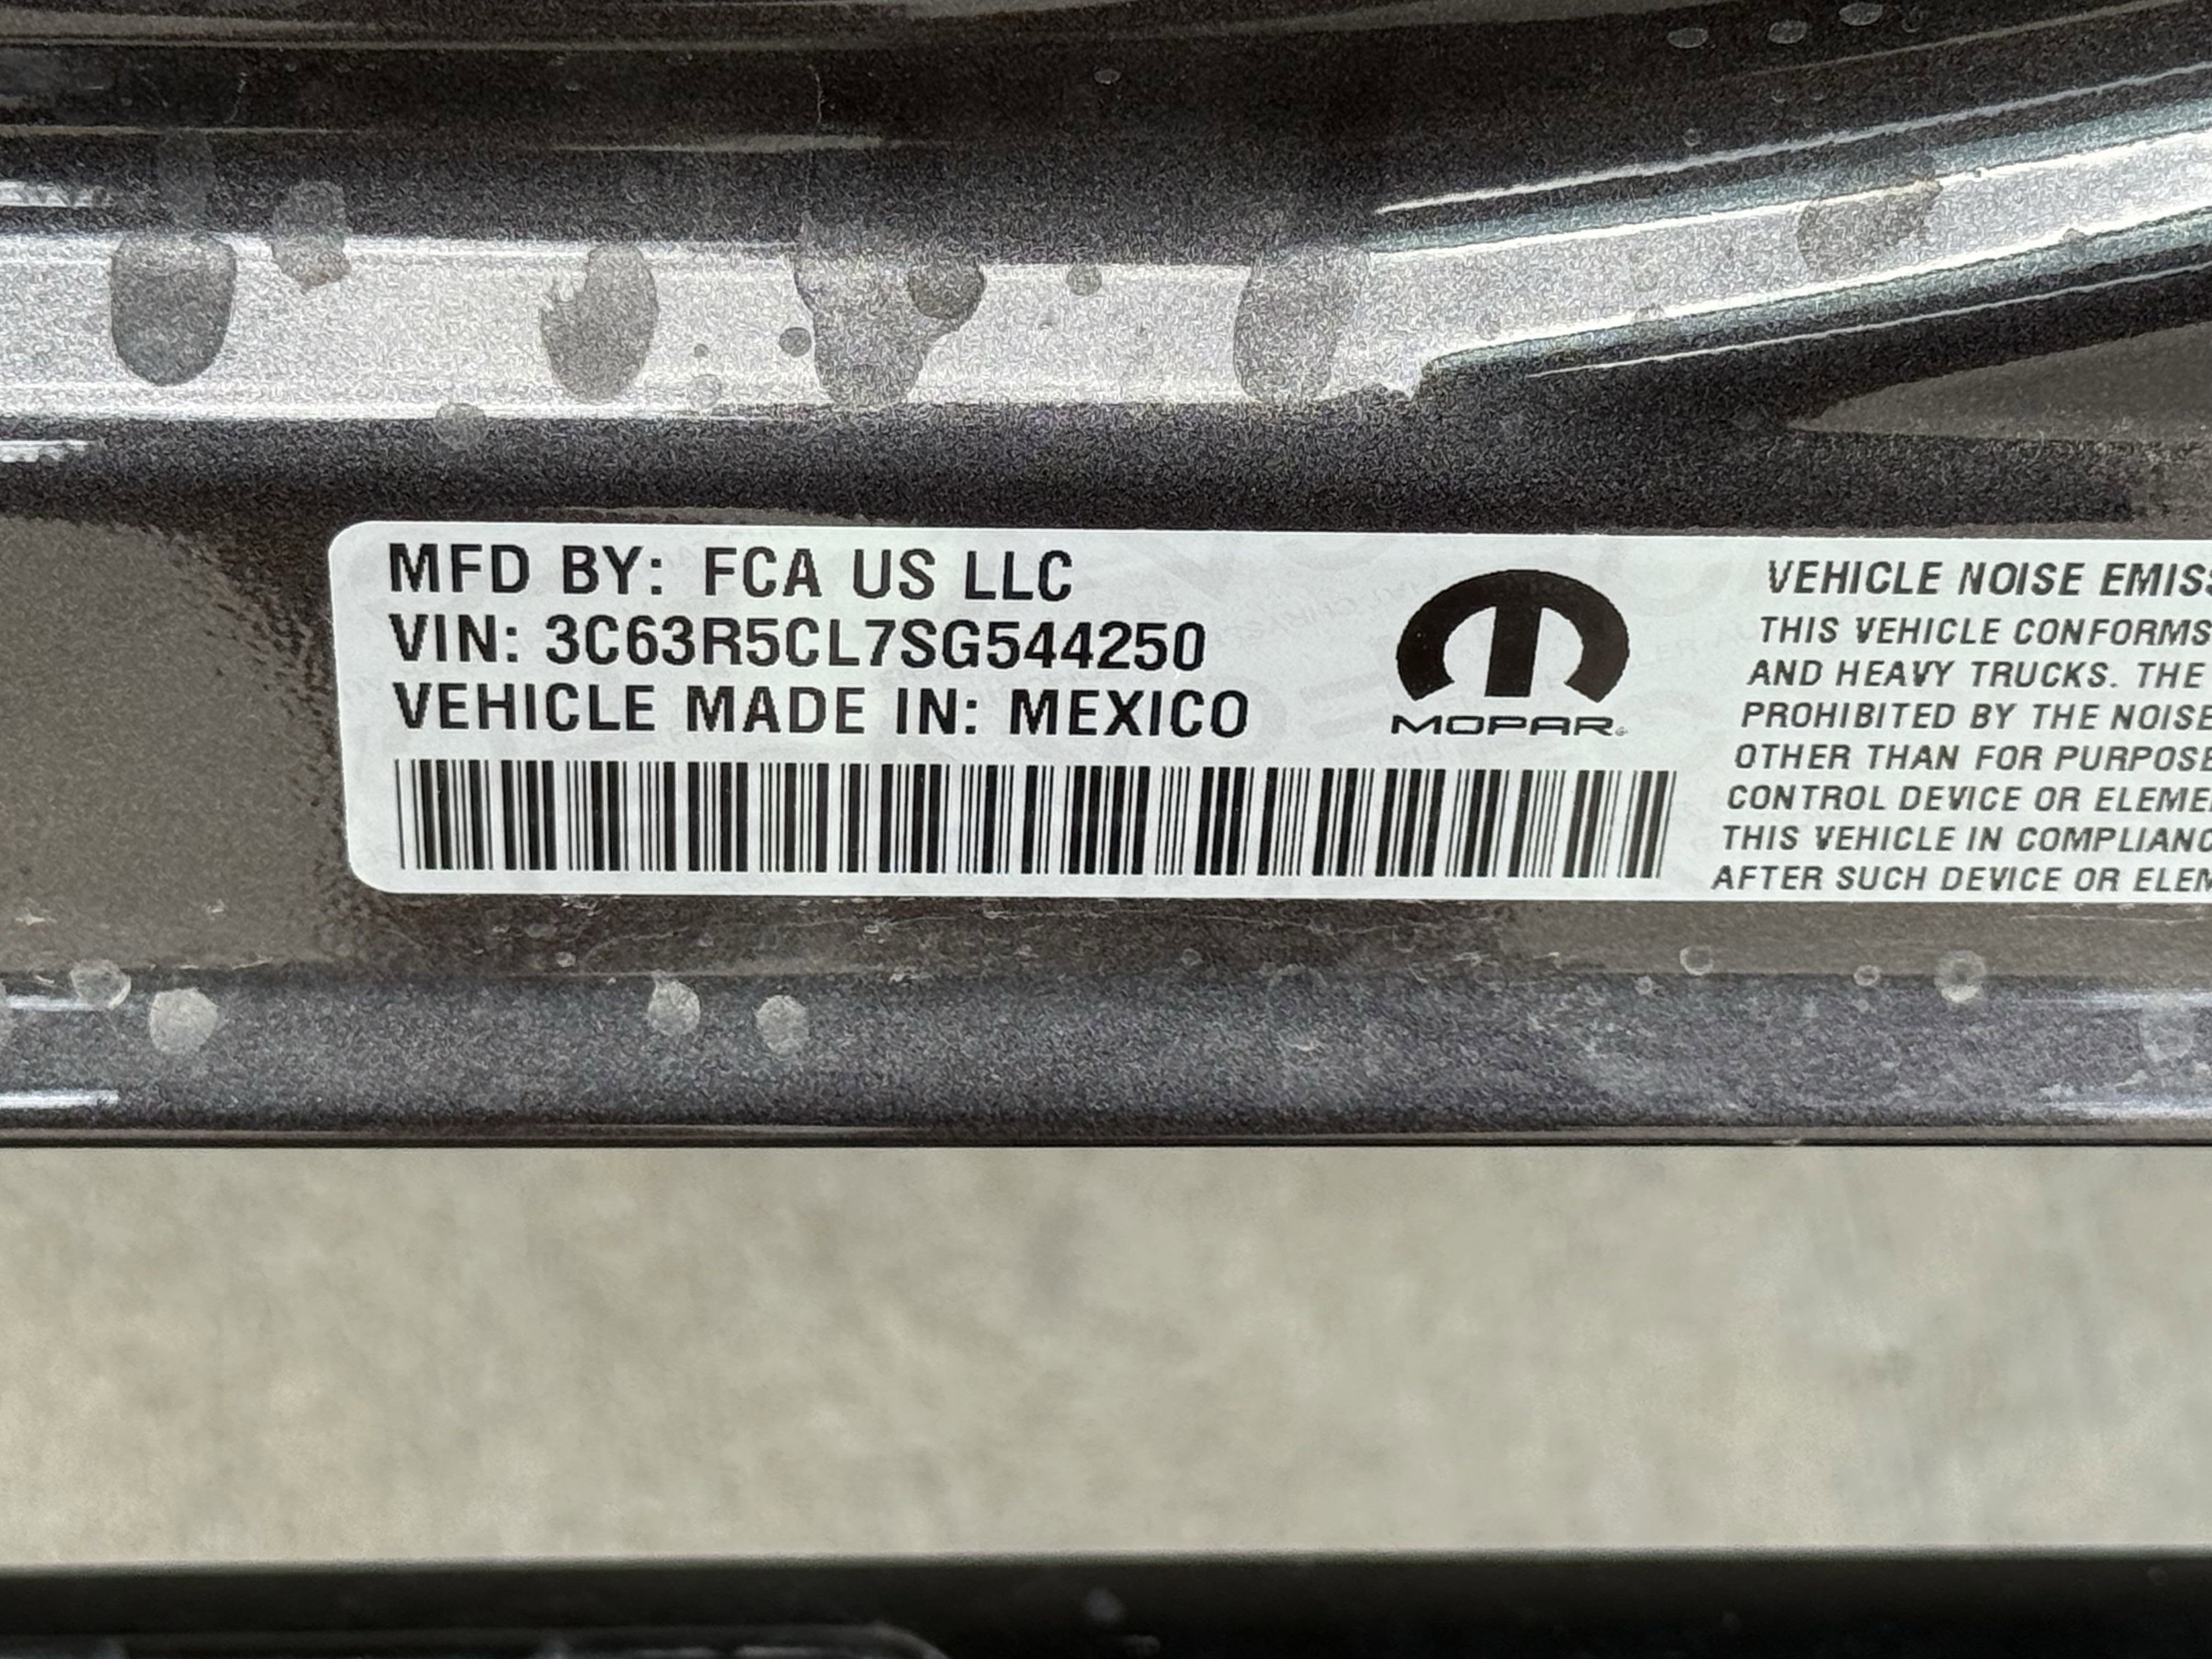 MFD BY: FCA US LLC
VIN: 3C63R5CL7SG544250
VEHICLE MADE IN: MEXICO
MOPAR
VEHICLE NOISE EMISS
THIS VEHICLE CONFORMS
AND HEAVY TRUCKS. THE
PROHIBITED BY THE NOISE
OTHER THAN FOR PURPOSE
CONTROL DEVICE OR ELEME
THIS VEHICLE IN COMPLIANC
AFTER SUCH DEVICE OR ELEM